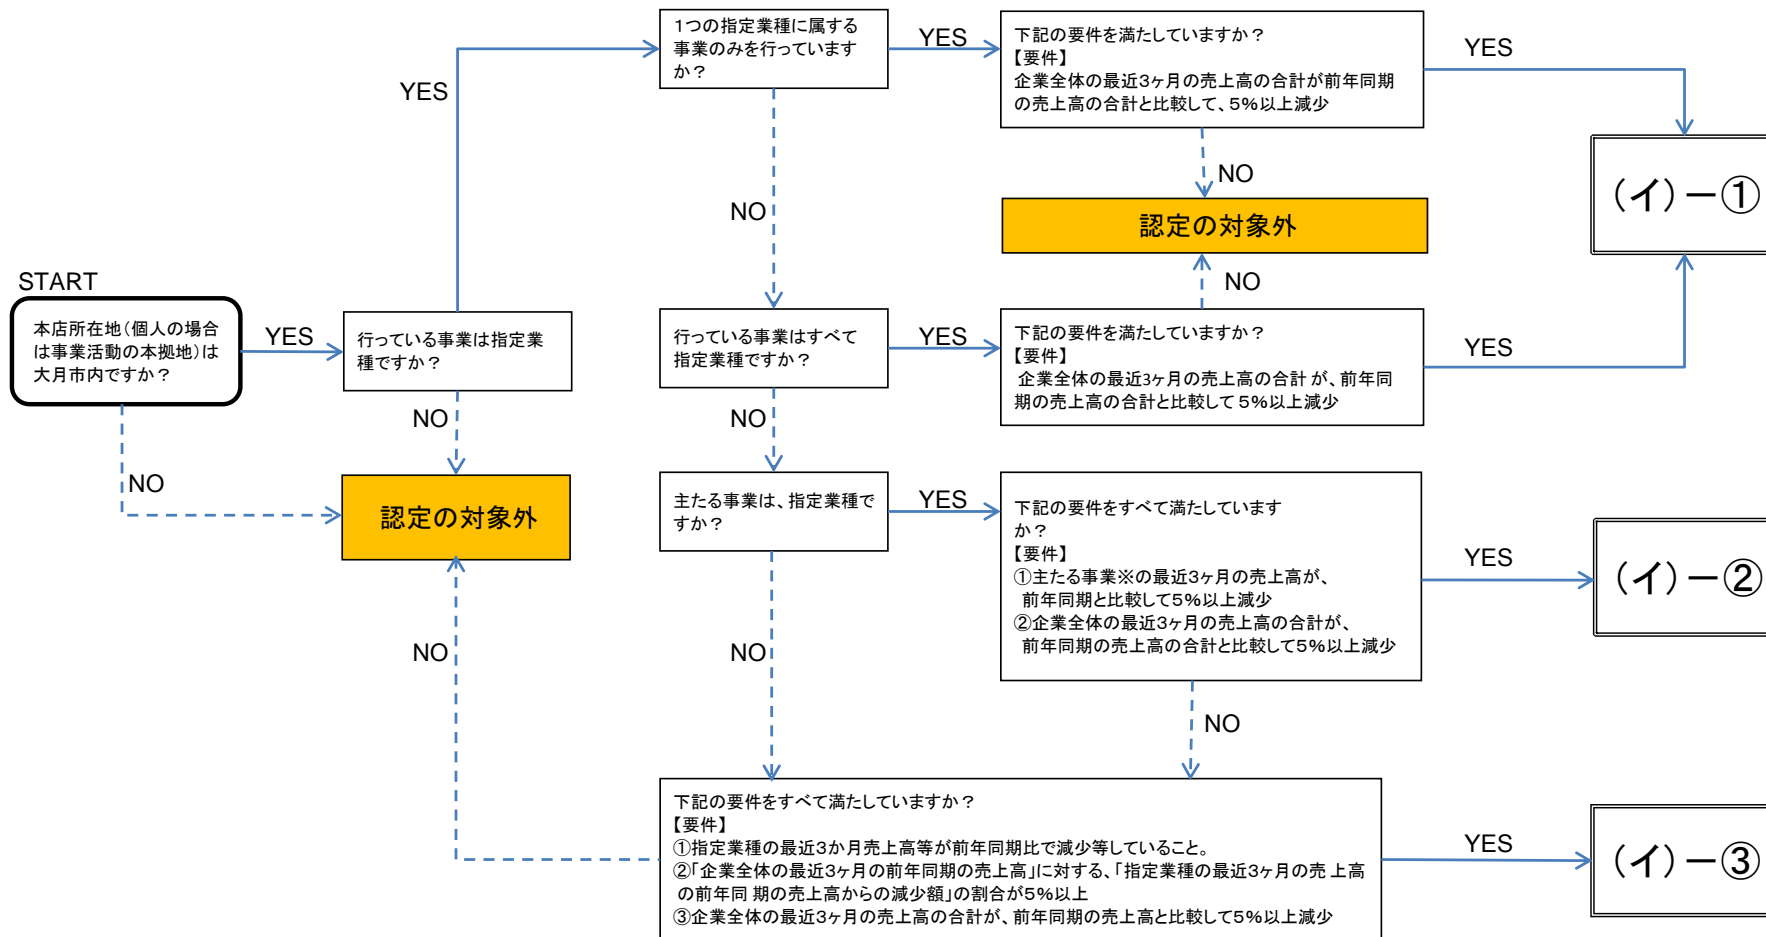 START
本店所在地(個人の場合
は事業活動の本拠地)は
大月市内ですか?
YES
NO
行っている事業は指定業
種ですか?
YES
NO
認定の対象外
1つの指定業種に属する
事業のみを行っています
か?
YES
NO
下記の要件を満たしていますか?
【要件】
企業全体の最近3ヶ月の売上高の合計が前年同期
の売上高の合計と比較して、5%以上減少
YES
NO
認定の対象外
(イ)-①
行っている事業はすべて
指定業種ですか?
YES
NO
NO
下記の要件を満たしていますか?
【要件】
企業全体の最近3ヶ月の売上高の合計が、前年同
期の売上高の合計と比較して5%以上減少
YES
主たる事業は、指定業種で
すか?
YES
NO
下記の要件をすべて満たしています
か?
【要件】
①主たる事業※の最近3ヶ月の売上高が、
前年同期と比較して5%以上減少
②企業全体の最近3ヶ月の売上高の合計が、
前年同期の売上高の合計と比較して5%以上減少
YES
(イ)-②
NO
NO
下記の要件をすべて満たしていますか?
【要件】
①指定業種の最近3か月売上高等が前年同期比で減少等していること。
②「企業全体の最近3ヶ月の前年同期の売上高」に対する、「指定業種の最近3ヶ月の売上高
の前年同期の売上高からの減少額」の割合が5%以上
③企業全体の最近3ヶ月の売上高の合計が、前年同期の売上高と比較して5%以上減少
YES
(イ)-③